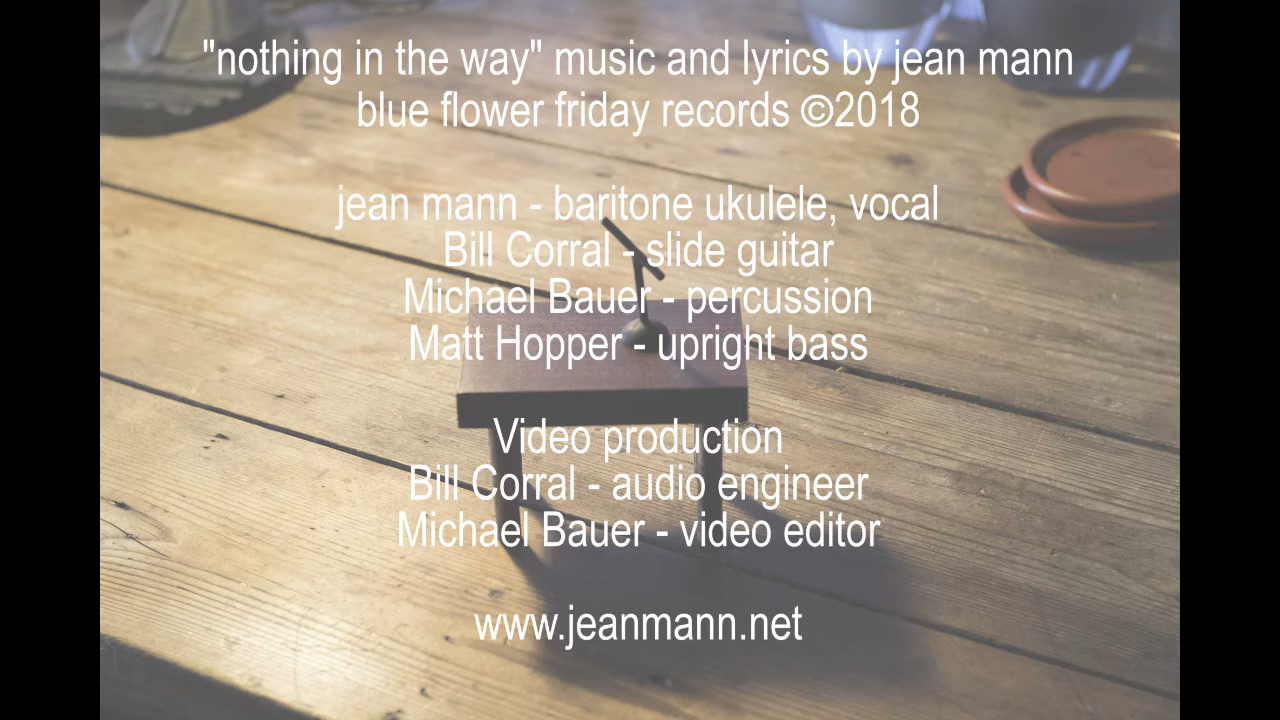 "nothing in the way" music and lyrics by jean mann
blue flower friday records ©2018
jean mann - baritone ukulele, vocal
Bill Corral - slide guitar
Michael Bauer - percussion
Matt Hopper - upright bass
Video production
Bill Corral - audio engineer
Michael Bauer - video editor
www.jeanmann.net